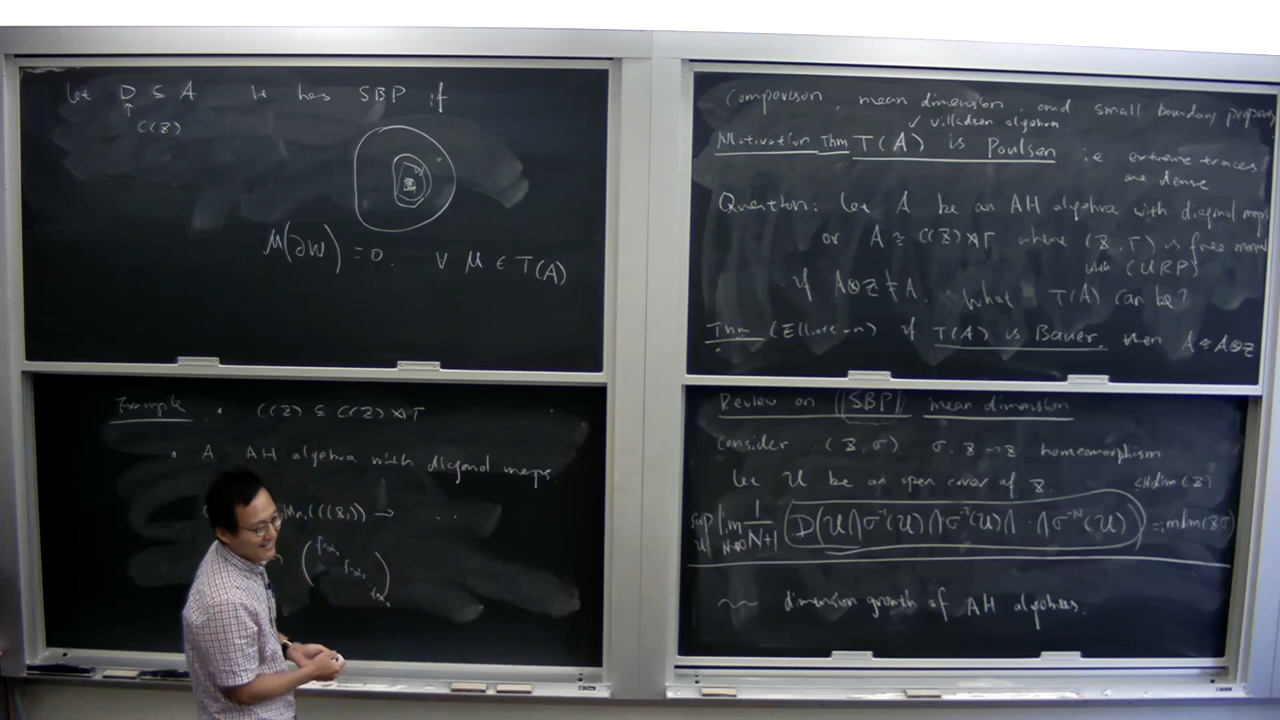 Let D ⊆ A It has SBP if
↑
C(Z)
W
μ(∂W) = 0. ∀ μ ∈ T(A)
Example • C(Z) ⊆ C(Z)⋊Γ
• A AH algebra with diagonal maps
→ ...
Comparison, mean dimension, and small boundary property
✓ Villadsen algebra
Motivation Thm T(A) is Poulsen i.e. extreme traces
are dense
Question: Let A be an AH algebra with diagonal maps
or A ≅ C(Z)⋊Γ where (Z, Γ) is free
with (URP)
if A⊗Z ≇ A. What T(A) can be?
Thm (Elliott-n) if T(A) is Bauer, then A ≅ A⊗Z
Review on (SBP) mean dimension
Consider (Z, σ) σ: Z → Z homeomorphism
Let U be an open cover of Z.
sup U lim N→∞ 1/(N+1) D(U ∧ σ⁻¹(U) ∧ σ⁻²(U) ∧ · ∧ σ⁻ᴺ(U)) =: mdim(Z σ)
~ dimension growth of AH algebras.